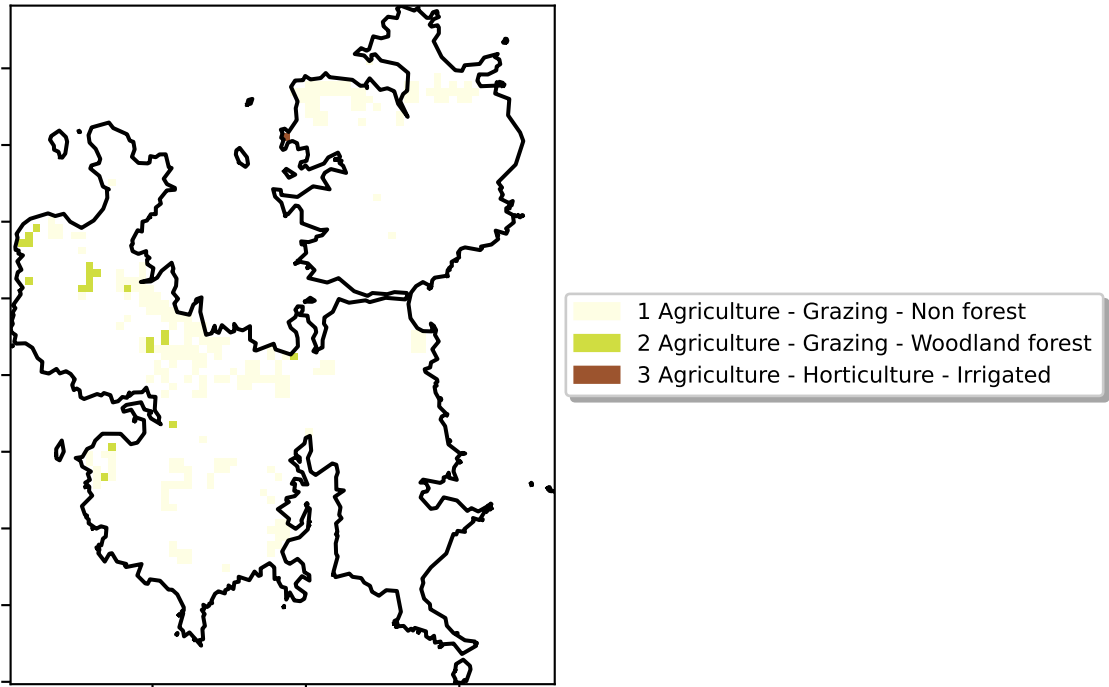 1 Agriculture - Grazing - Non forest
2 Agriculture - Grazing - Woodland forest
3 Agriculture - Horticulture - Irrigated